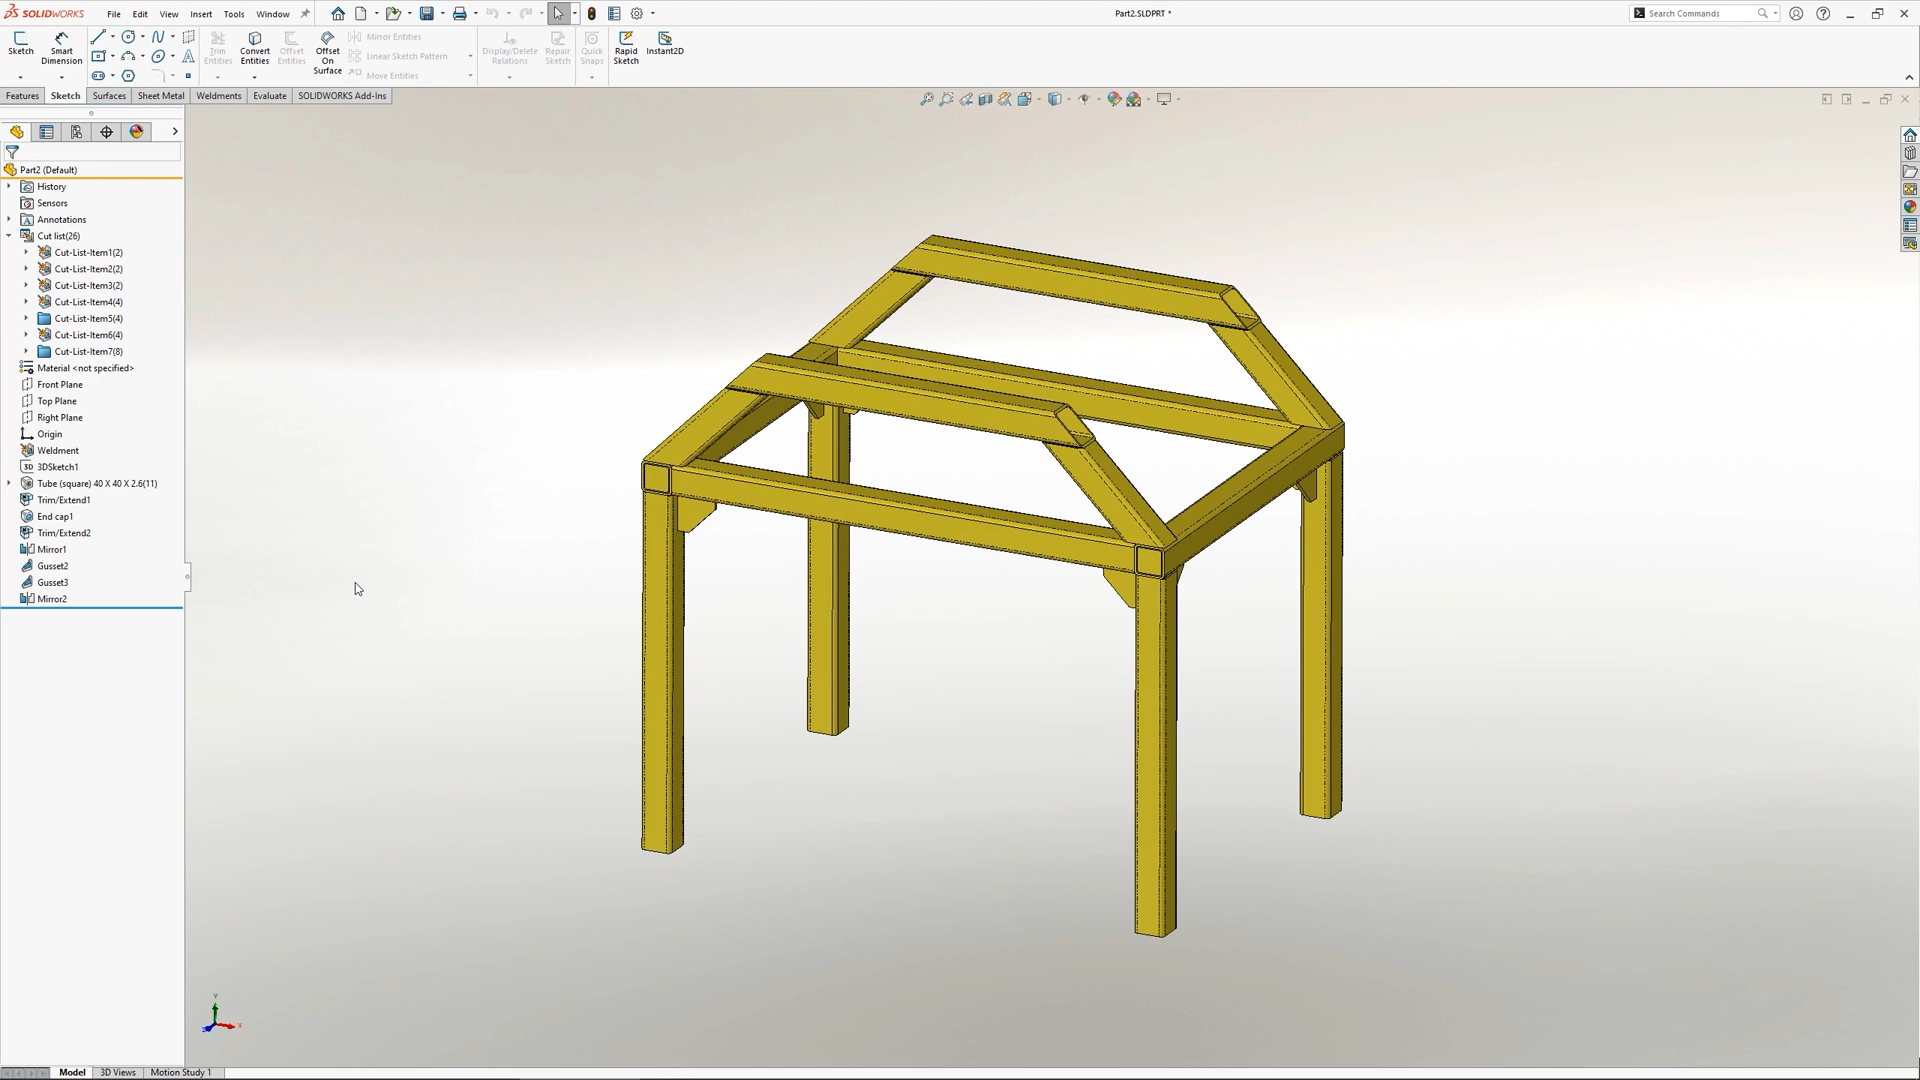 SOLIDWORKS File Edit View Insert Tools Window Part2.SLDPRT * Search Commands
Sketch Smart Dimension Trim Entities Convert Entities Offset Entities Offset On Surface Mirror Entities Linear Sketch Pattern Move Entities Display/Delete Relations Repair Sketch Quick Snaps Rapid Sketch Instant2D
Features Sketch Surfaces Sheet Metal Weldments Evaluate SOLIDWORKS Add-Ins
Part2 (Default)
History
Sensors
Annotations
Cut list(26)
Cut-List-Item1(2)
Cut-List-Item2(2)
Cut-List-Item3(2)
Cut-List-Item4(4)
Cut-List-Item5(4)
Cut-List-Item6(4)
Cut-List-Item7(8)
Material <not specified>
Front Plane
Top Plane
Right Plane
Origin
Weldment
3D 3DSketch1
Tube (square) 40 X 40 X 2.6(11)
Trim/Extend1
End cap1
Trim/Extend2
Mirror1
Gusset2
Gusset3
Mirror2
Y
Z X
Model 3D Views Motion Study 1